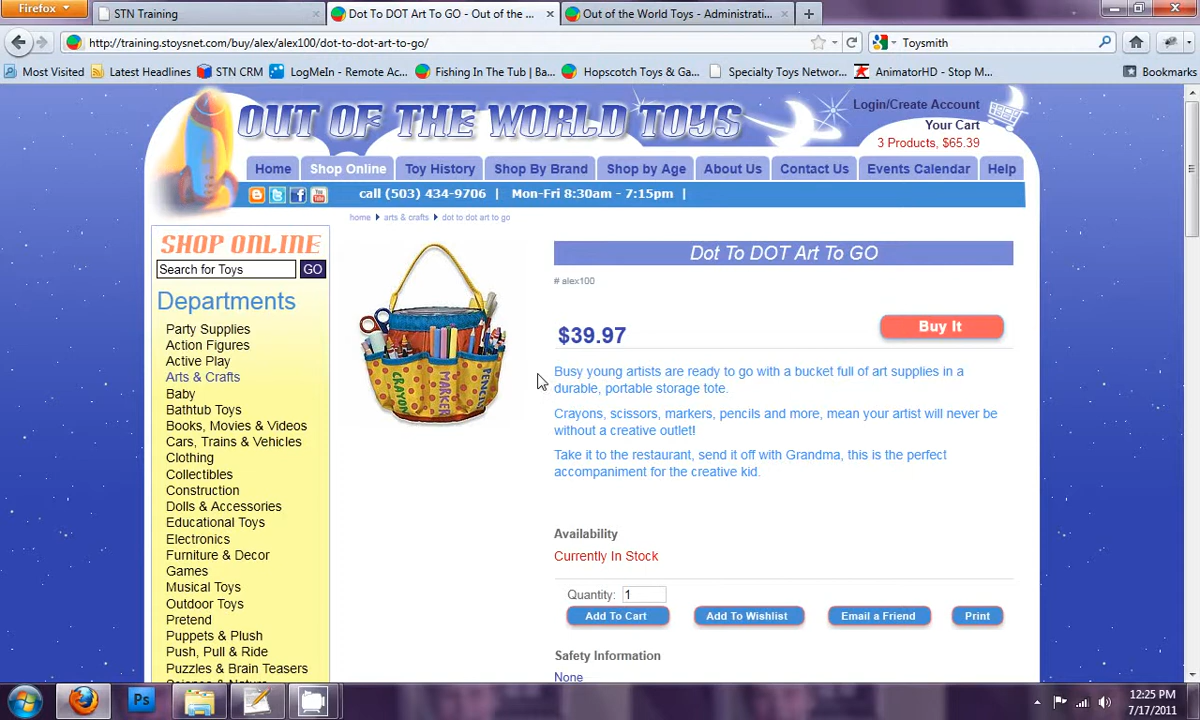 Firefox
STN Training
Dot To DOT Art To GO - Out of the ...
Out of the World Toys - Administrati...
http://training.stoysnet.com/buy/alex/alex100/dot-to-dot-art-to-go/
Toysmith
Most Visited
Latest Headlines
STN CRM
LogMeIn - Remote Ac...
Fishing In The Tub | Ba...
Hopscotch Toys & Ga...
Specialty Toys Networ...
AnimatorHD - Stop M...
Bookmarks
OUT OF THE WORLD TOYS
Login/Create Account
Your Cart
3 Products, $65.39
Home
Shop Online
Toy History
Shop By Brand
Shop by Age
About Us
Contact Us
Events Calendar
Help
call (503) 434-9706 | Mon-Fri 8:30am - 7:15pm |
home arts & crafts dot to dot art to go
SHOP ONLINE
Search for Toys GO
Departments
Party Supplies
Action Figures
Active Play
Arts & Crafts
Baby
Bathtub Toys
Books, Movies & Videos
Cars, Trains & Vehicles
Clothing
Collectibles
Construction
Dolls & Accessories
Educational Toys
Electronics
Furniture & Decor
Games
Musical Toys
Outdoor Toys
Pretend
Puppets & Plush
Push, Pull & Ride
Puzzles & Brain Teasers
CRAYON
MARKER
PENCIL
Dot To DOT Art To GO
# alex100
$39.97
Buy It
Busy young artists are ready to go with a bucket full of art supplies in a
durable, portable storage tote.
Crayons, scissors, markers, pencils and more, mean your artist will never be
without a creative outlet!
Take it to the restaurant, send it off with Grandma, this is the perfect
accompaniment for the creative kid.
Availability
Currently In Stock
Quantity: 1
Add To Cart
Add To Wishlist
Email a Friend
Print
Safety Information
None
Ps
12:25 PM
7/17/2011